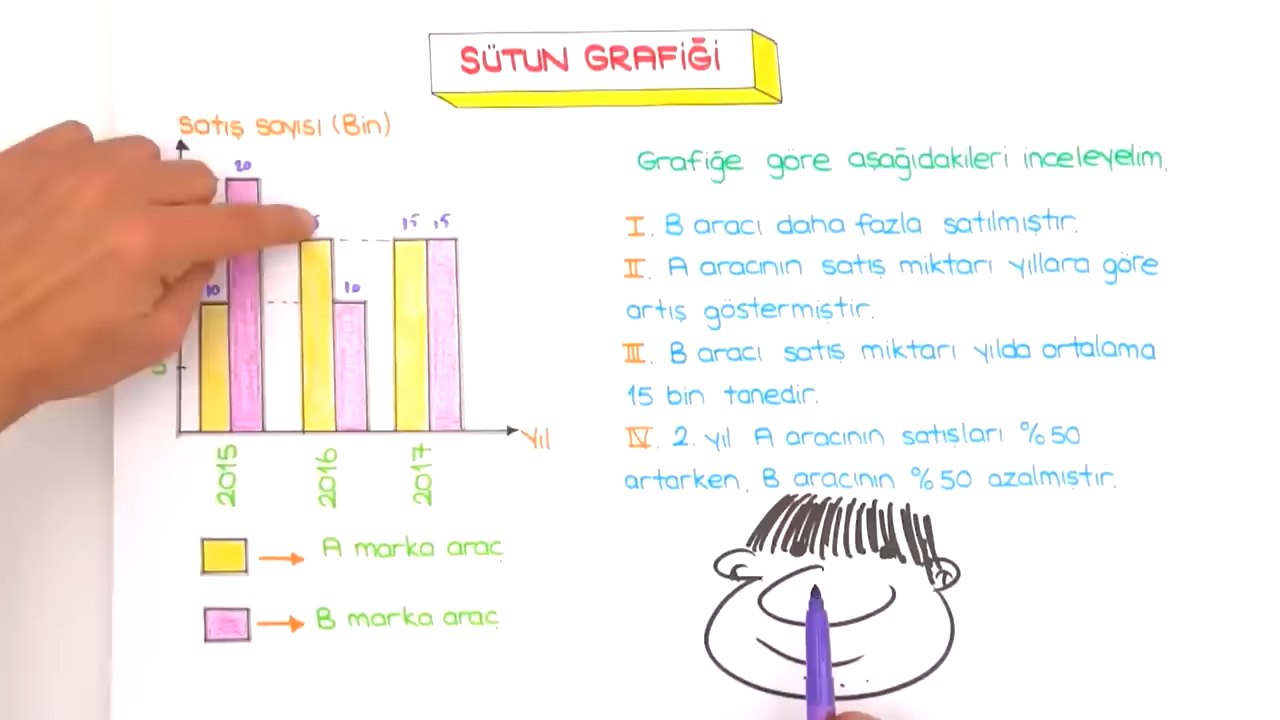 SÜTUN GRAFİĞİ
Satış sayısı (Bin)
20
10
5
10
15 15
5
Yıl
2015
2016
2017
A marka araç
B marka araç
Grafiğe göre aşağıdakileri inceleyelim.
I. B aracı daha fazla satılmıştır.
II. A aracının satış miktarı yıllara göre
artış göstermiştir.
III. B aracı satış miktarı yılda ortalama
15 bin tanedir.
IV. 2. yıl A aracının satışları %50
artarken, B aracının %50 azalmıştır.